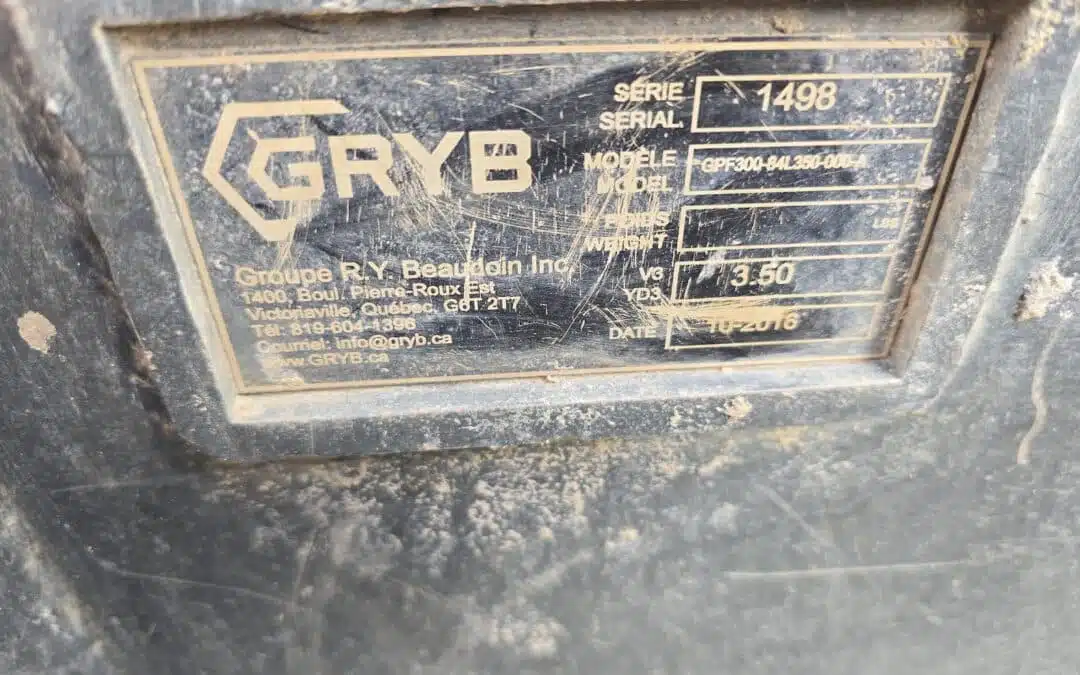 GRYB
Groupe R.Y. Beaudoin Inc.
1400, Boul. Pierre-Roux Est
Victoriaville, Québec, G6T 2T7
Tél: 819-604-1396
Courriel: info@gryb.ca
www.GRYB.ca
SÉRIE
SERIAL
1498
MODÈLE
MODEL
GPF300-84L350-000-A
POIDS
WEIGHT
LBS
V3
YD3
3.50
DATE
10-2016